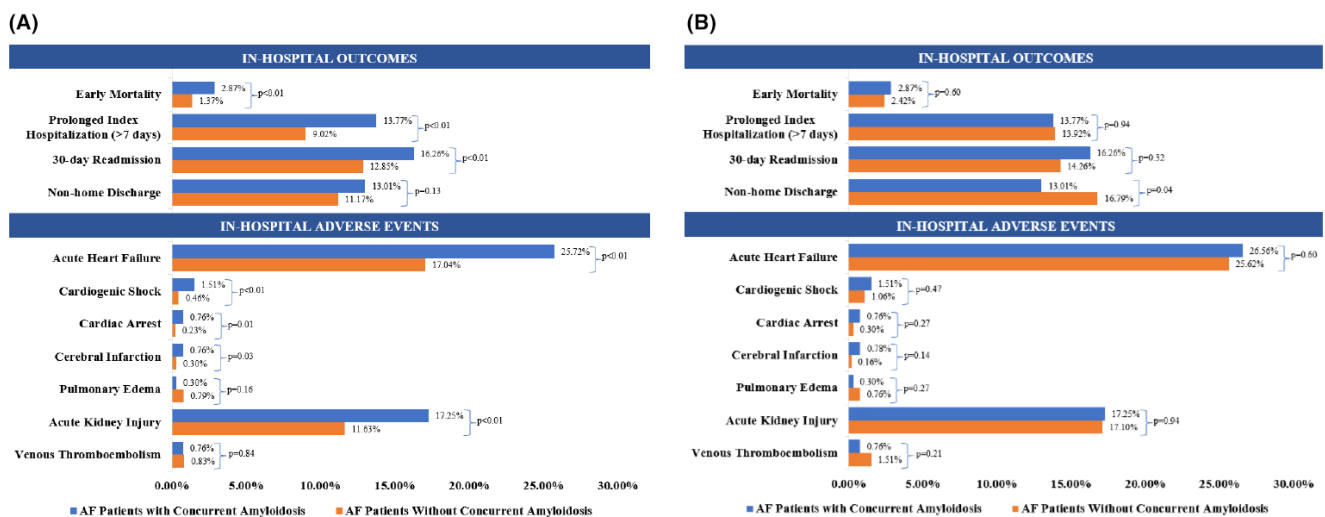 (A)
IN-HOSPITAL OUTCOMES
Early Mortality
2.87%
1.37%
p<0.01
Prolonged Index
Hospitalization (>7 days)
13.77%
9.02%
p<0.01
30-day Readmission
16.26%
12.85%
p<0.01
Non-home Discharge
13.01%
11.17%
p=0.13
IN-HOSPITAL ADVERSE EVENTS
Acute Heart Failure
25.72%
17.04%
p<0.01
Cardiogenic Shock
1.51%
0.46%
p<0.01
Cardiac Arrest
0.76%
0.23%
p=0.01
Cerebral Infarction
0.76%
0.30%
p=0.03
Pulmonary Edema
0.30%
0.79%
p=0.16
Acute Kidney Injury
17.25%
11.63%
p<0.01
Venous Thromboembolism
0.76%
0.83%
p=0.84
0.00% 5.00% 10.00% 15.00% 20.00% 25.00% 30.00%
AF Patients with Concurrent Amyloidosis AF Patients Without Concurrent Amyloidosis
(B)
IN-HOSPITAL OUTCOMES
Early Mortality
2.87%
2.42%
p=0.60
Prolonged Index
Hospitalization (>7 days)
13.77%
13.92%
p=0.94
30-day Readmission
16.26%
14.26%
p=0.32
Non-home Discharge
13.01%
16.79%
p=0.04
IN-HOSPITAL ADVERSE EVENTS
Acute Heart Failure
26.56%
25.62%
p=0.60
Cardiogenic Shock
1.51%
1.06%
p=0.47
Cardiac Arrest
0.76%
0.30%
p=0.27
Cerebral Infarction
0.78%
0.16%
p=0.14
Pulmonary Edema
0.30%
0.76%
p=0.27
Acute Kidney Injury
17.25%
17.10%
p=0.94
Venous Thromboembolism
0.76%
1.51%
p=0.21
0.00% 5.00% 10.00% 15.00% 20.00% 25.00% 30.00%
AF Patients with Concurrent Amyloidosis AF Patients Without Concurrent Amyloidosis